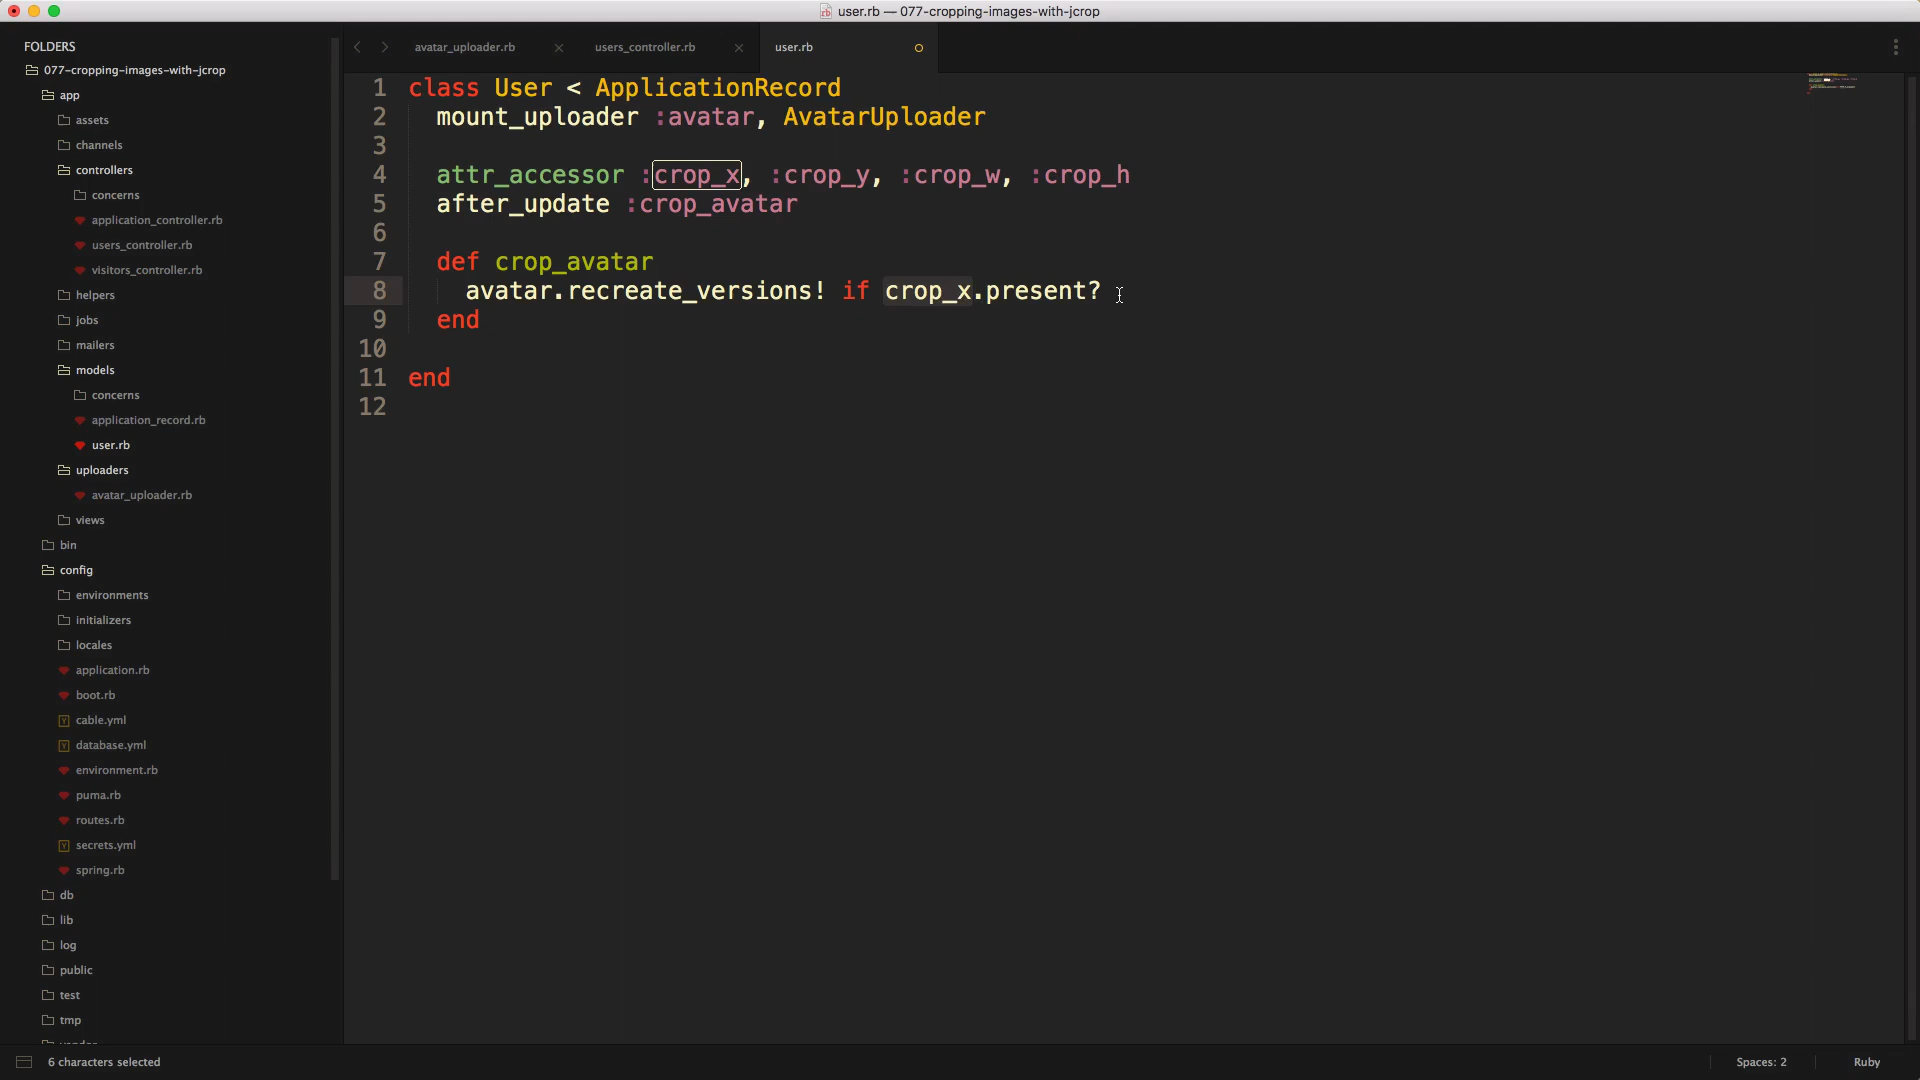 user.rb — 077-cropping-images-with-jcrop
FOLDERS
077-cropping-images-with-jcrop
app
assets
channels
controllers
concerns
application_controller.rb
users_controller.rb
visitors_controller.rb
helpers
jobs
mailers
models
concerns
application_record.rb
user.rb
uploaders
avatar_uploader.rb
views
bin
config
environments
initializers
locales
application.rb
boot.rb
cable.yml
database.yml
environment.rb
puma.rb
routes.rb
secrets.yml
spring.rb
db
lib
log
public
test
tmp
avatar_uploader.rb
users_controller.rb
user.rb
1 class User < ApplicationRecord
2 mount_uploader :avatar, AvatarUploader
3
4 attr_accessor :crop_x, :crop_y, :crop_w, :crop_h
5 after_update :crop_avatar
6
7 def crop_avatar
8 avatar.recreate_versions! if crop_x.present?
9 end
10
11 end
12
6 characters selected
Spaces: 2
Ruby